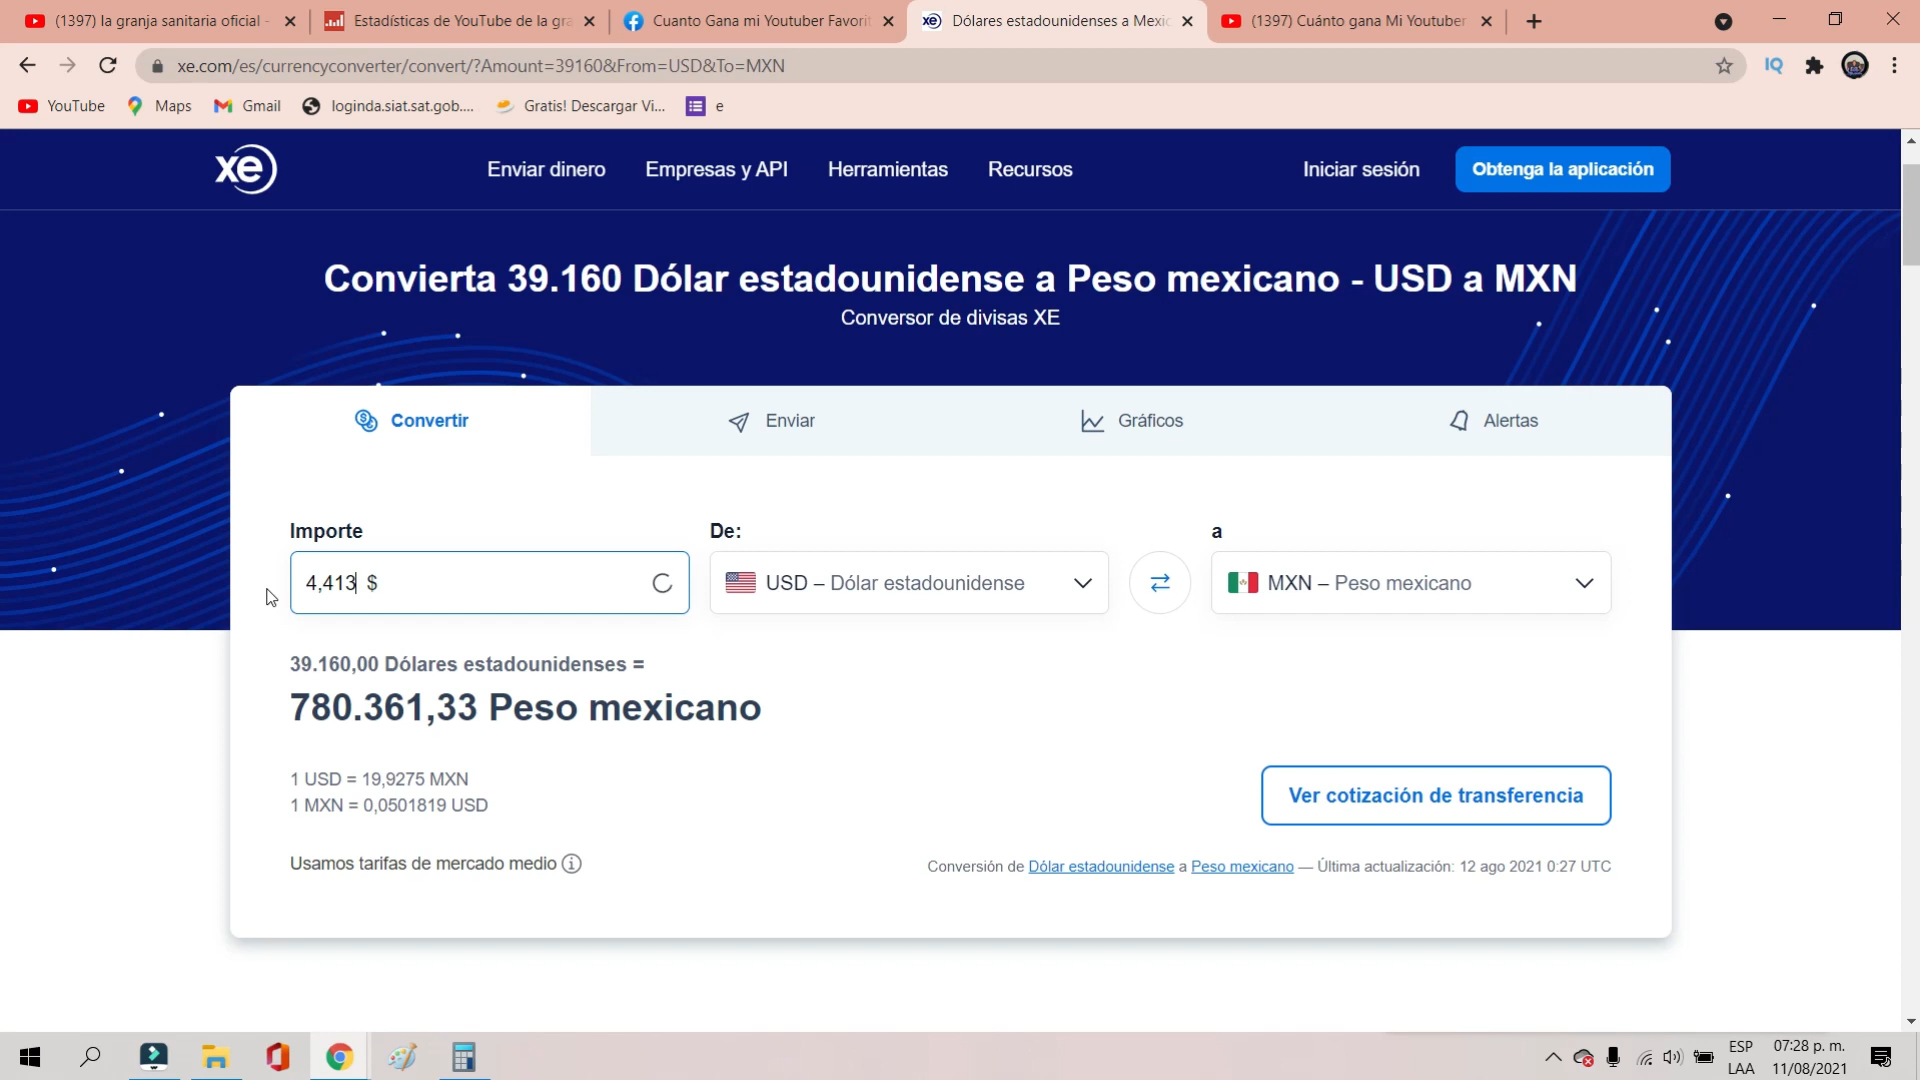 (1397) la granja sanitaria oficial -
Estadísticas de YouTube de la gra
Cuanto Gana mi Youtuber Favorit
Dólares estadounidenses a Mexic
(1397) Cuánto gana Mi Youtuber
xe.com/es/currencyconverter/convert/?Amount=39160&From=USD&To=MXN
IQ
YouTube
Maps
Gmail
loginda.siat.sat.gob....
Gratis! Descargar Vi...
e
xe
Enviar dinero
Empresas y API
Herramientas
Recursos
Iniciar sesión
Obtenga la aplicación
Convierta 39.160 Dólar estadounidense a Peso mexicano - USD a MXN
Conversor de divisas XE
Convertir
Enviar
Gráficos
Alertas
Importe
De:
a
4,413 $
USD – Dólar estadounidense
MXN – Peso mexicano
39.160,00 Dólares estadounidenses =
780.361,33 Peso mexicano
1 USD = 19,9275 MXN
1 MXN = 0,0501819 USD
Ver cotización de transferencia
Usamos tarifas de mercado medio
Conversión de Dólar estadounidense a Peso mexicano — Última actualización: 12 ago 2021 0:27 UTC
ESP
LAA
07:28 p. m.
11/08/2021